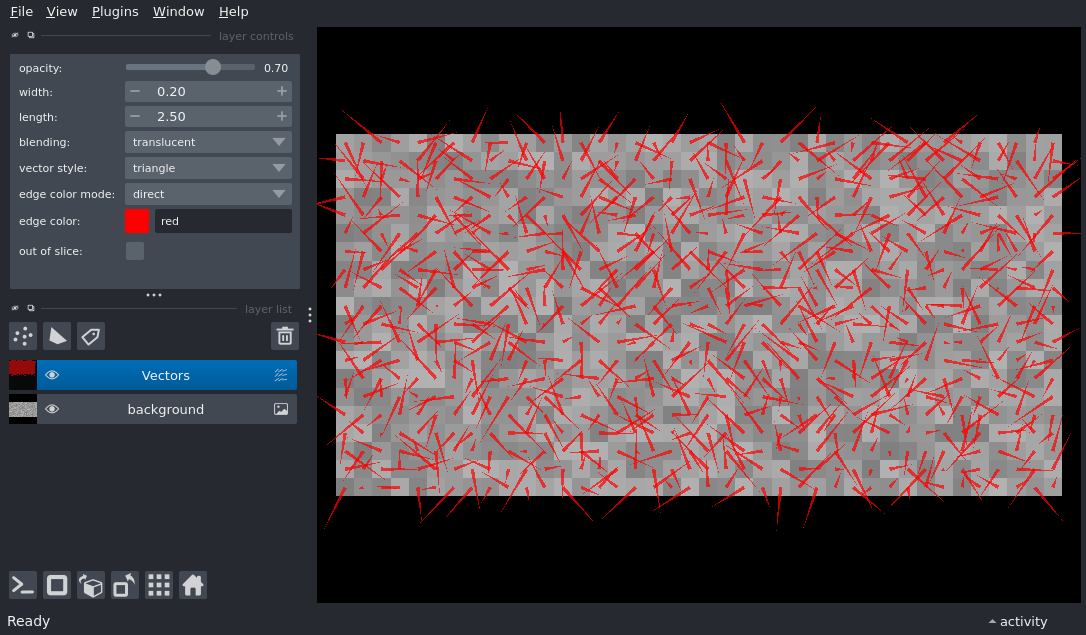 File View Plugins Window Help
layer controls
opacity: 0.70
width: 0.20
length: 2.50
blending: translucent
vector style: triangle
edge color mode: direct
edge color: red
out of slice:
layer list
Vectors
background
Ready activity